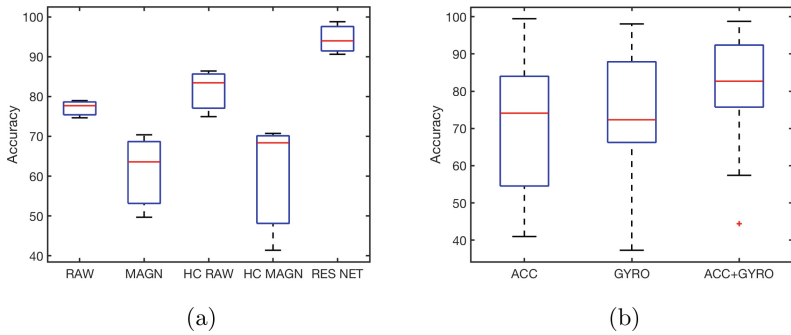 Accuracy
100
90
80
70
60
50
40
RAW MAGN HC RAW HC MAGN RES NET
(a)
Accuracy
100
90
80
70
60
50
40
ACC GYRO ACC+GYRO
(b)